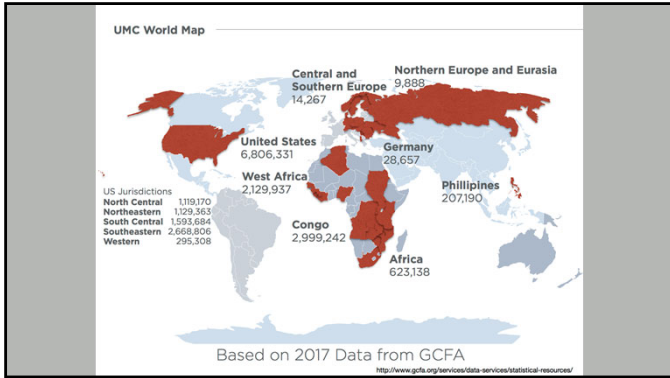 UMC World Map
Central and
Southern Europe
14,267
Northern Europe and Eurasia
9,888
United States
6,806,331
Germany
28,657
West Africa
2,129,937
Phillipines
207,190
US Jurisdictions
North Central 1,119,170
Northeastern 1,129,363
South Central 1,593,684
Southeastern 2,668,806
Western 295,308
Congo
2,999,242
Africa
623,138
Based on 2017 Data from GCFA
http://www.gcfa.org/services/data-services/statistical-resources/